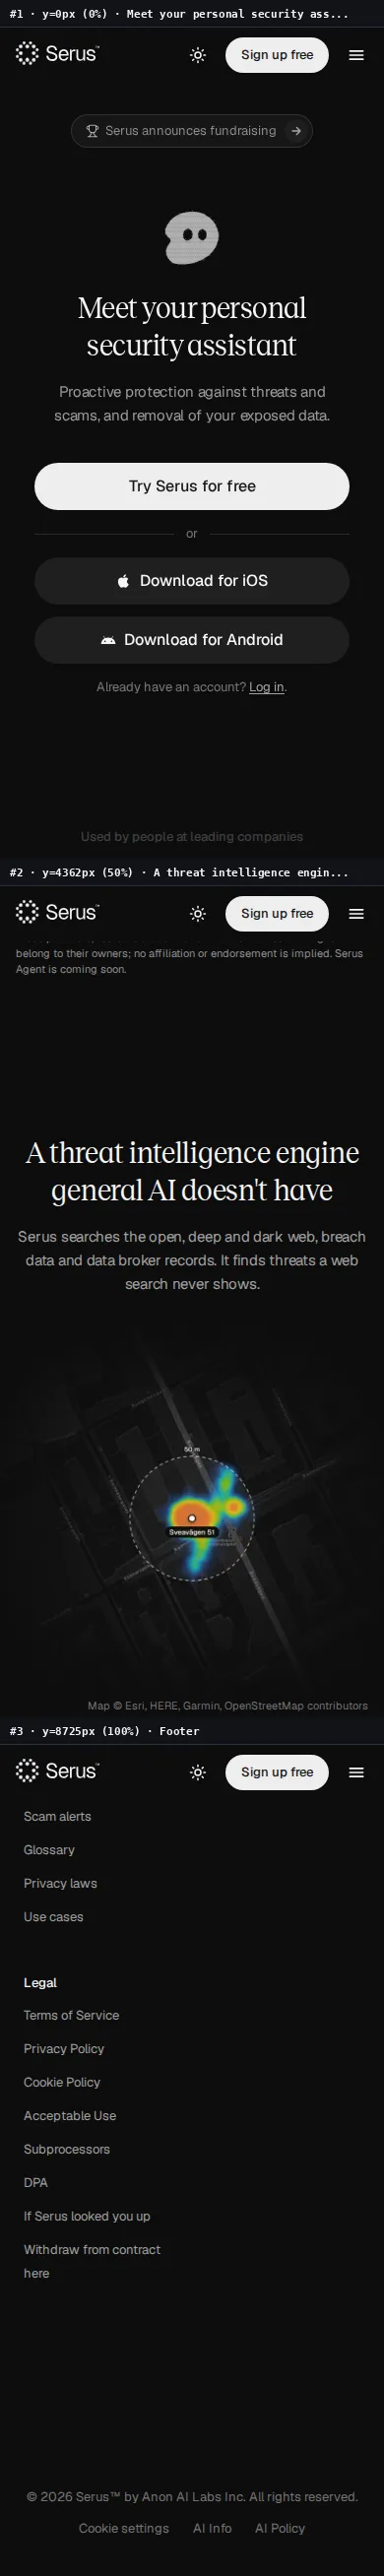 #1 · y=0px (0%) · Meet your personal security ass...
Serus™
Sign up free
Serus announces fundraising
Meet your personal
security assistant
Proactive protection against threats and
scams, and removal of your exposed data.
Try Serus for free
or
Download for iOS
Download for Android
Already have an account? Log in.
Used by people at leading companies
#2 · y=4362px (50%) · A threat intelligence engin...
Serus™
Sign up free
belong to their owners; no affiliation or endorsement is implied. Serus
Agent is coming soon.
A threat intelligence engine
general AI doesn't have
Serus searches the open, deep and dark web, breach
data and data broker records. It finds threats a web
search never shows.
50 m
Sveavägen 51
Map © Esri, HERE, Garmin, OpenStreetMap contributors
#3 · y=8725px (100%) · Footer
Serus™
Sign up free
Scam alerts
Glossary
Privacy laws
Use cases
Legal
Terms of Service
Privacy Policy
Cookie Policy
Acceptable Use
Subprocessors
DPA
If Serus looked you up
Withdraw from contract
here
© 2026 Serus™ by Anon AI Labs Inc. All rights reserved.
Cookie settings
AI Info
AI Policy